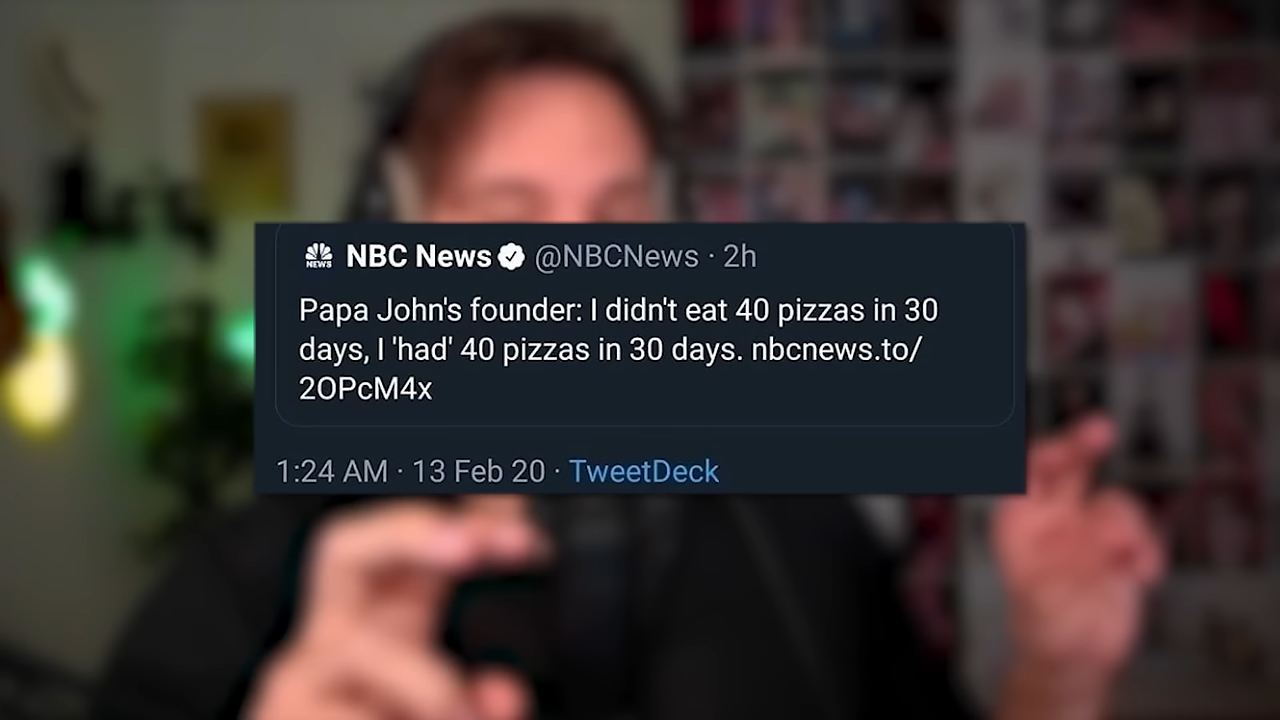 NEWS
NBC News @NBCNews · 2h
Papa John's founder: I didn't eat 40 pizzas in 30
days, I 'had' 40 pizzas in 30 days. nbcnews.to/
2OPcM4x
1:24 AM · 13 Feb 20 · TweetDeck